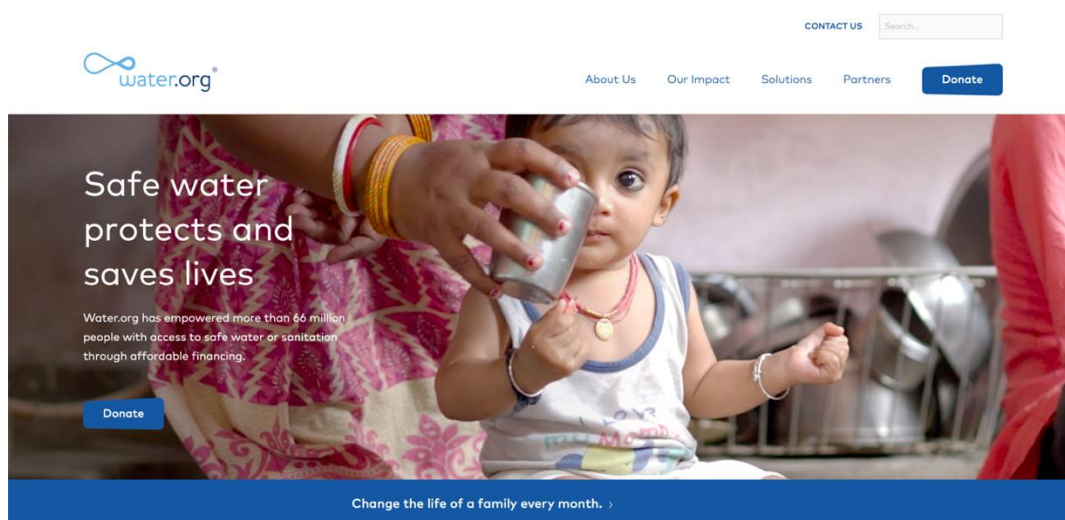 CONTACT US
Search...
water.org®
About Us
Our Impact
Solutions
Partners
Donate
Safe water
protects and
saves lives
Water.org has empowered more than 66 million
people with access to safe water or sanitation
through affordable financing.
Donate
I LOVE
Change the life of a family every month. ›